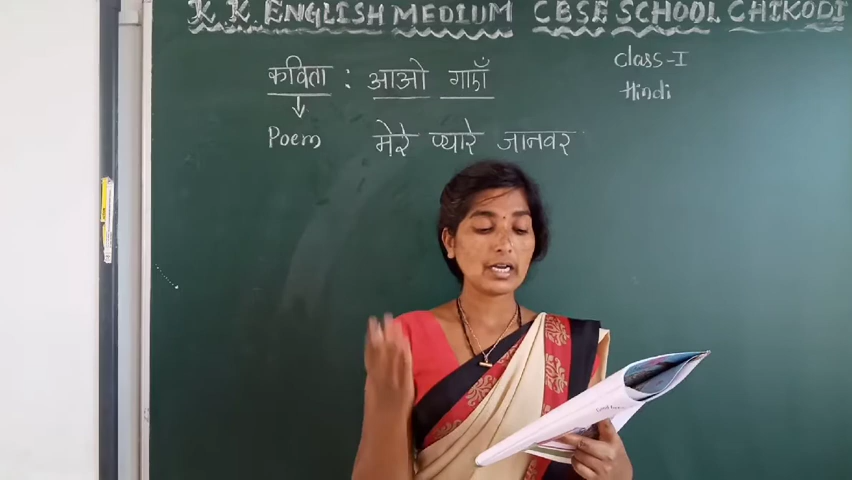 K.K.ENGLISH MEDIUM CBSE SCHOOL CHIKODI
कविता : आओ गाएँ
Class-I
Hindi
Poem मेरे प्यारे जानवर